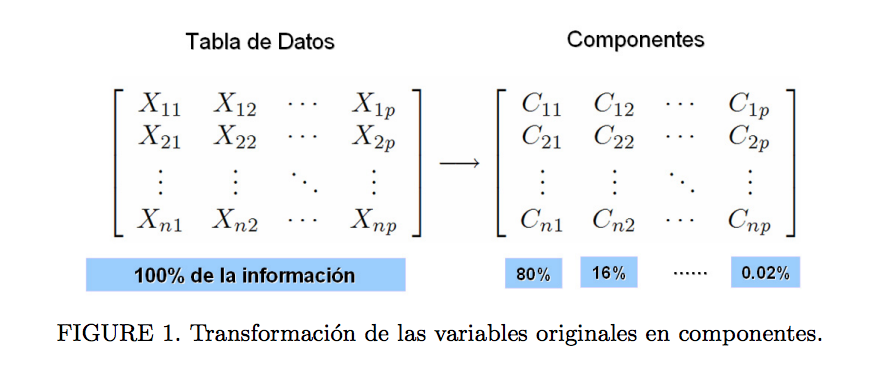 Tabla de Datos Componentes
X₁₁ X₁₂ ⋯ X₁ₚ C₁₁ C₁₂ ⋯ C₁ₚ
X₂₁ X₂₂ ⋯ X₂ₚ C₂₁ C₂₂ ⋯ C₂ₚ
⋮ ⋮ ⋱ ⋮ ⟶ ⋮ ⋮ ⋱ ⋮
Xₙ₁ Xₙ₂ ⋯ Xₙₚ Cₙ₁ Cₙ₂ ⋯ Cₙₚ
100% de la información 80% 16% ...... 0.02%
FIGURE 1. Transformación de las variables originales en componentes.